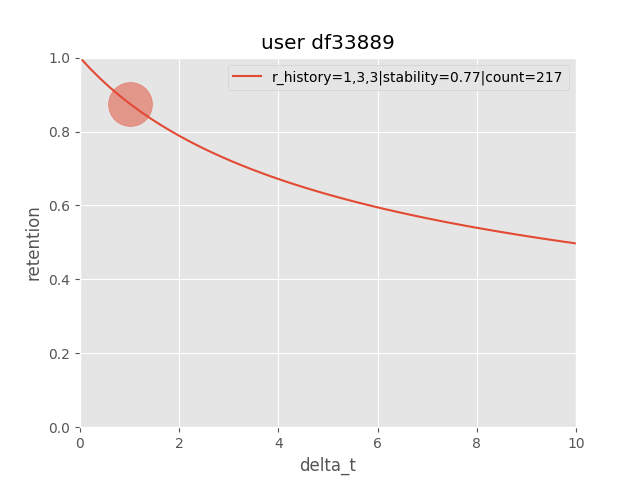 user df33889
r_history=1,3,3|stability=0.77|count=217
retention
1.0
0.8
0.6
0.4
0.2
0.0
0 2 4 6 8 10
delta_t